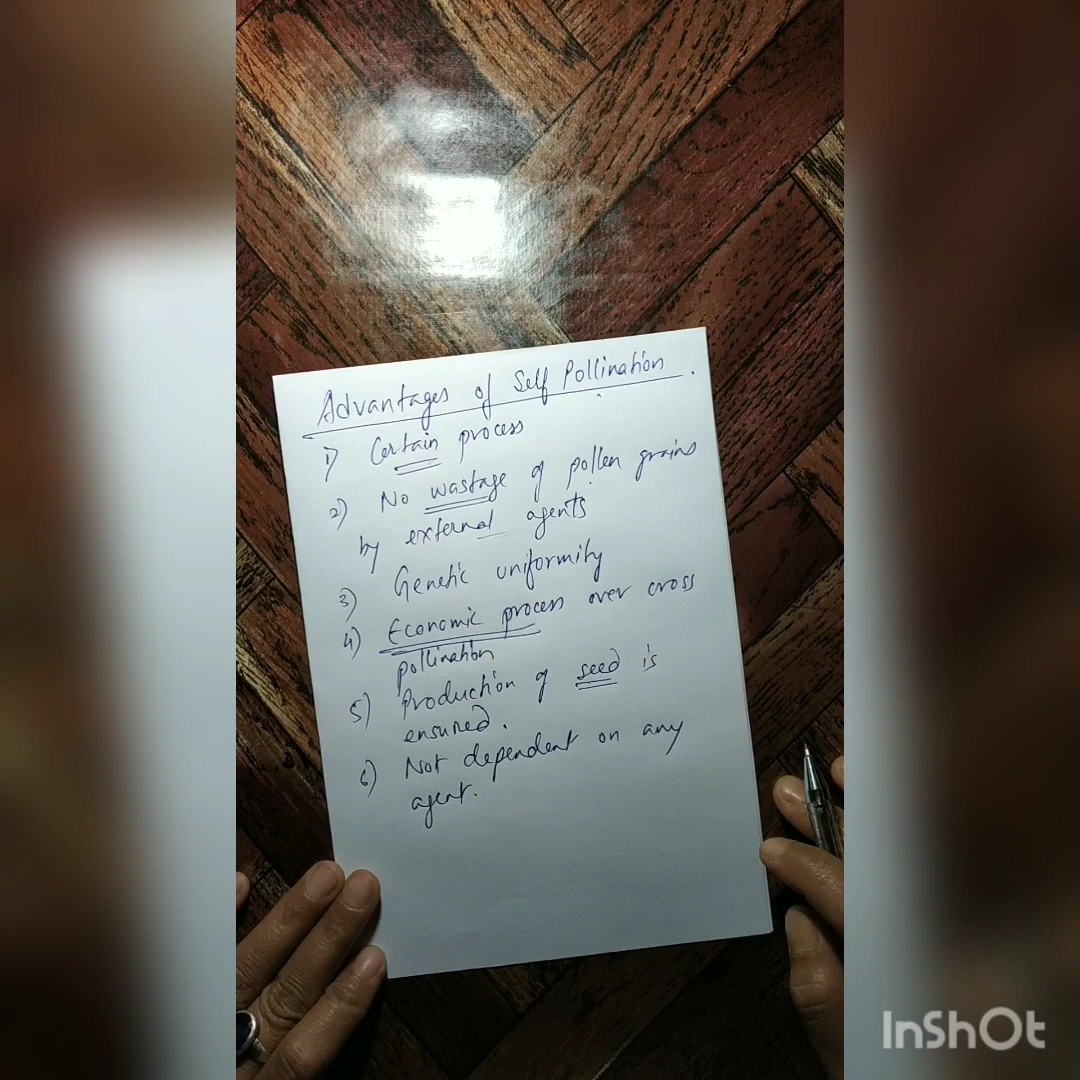 Advantages of Self Pollination.
1) Certain process
2) No wastage of pollen grains
by external agents
3) Genetic uniformity
4) Economic process over cross
pollination
5) Production of seed is
ensured.
6) Not dependent on any
agent.
InShOt